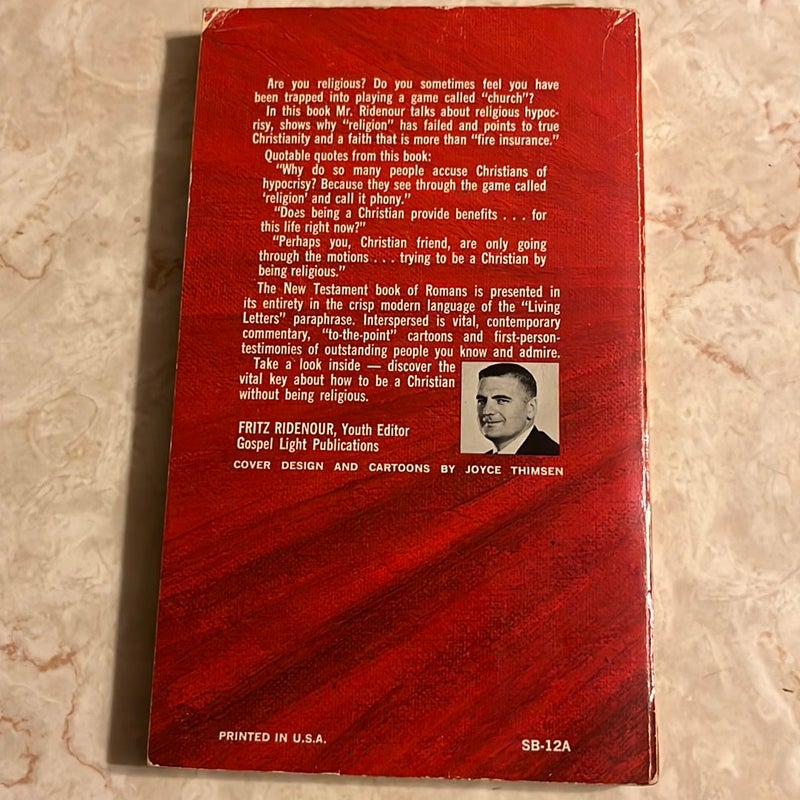 Are you religious? Do you sometimes feel you have
been trapped into playing a game called "church"?
In this book Mr. Ridenour talks about religious hypoc-
risy, shows why "religion" has failed and points to true
Christianity and a faith that is more than "fire insurance."
Quotable quotes from this book:
"Why do so many people accuse Christians of
hypocrisy? Because they see through the game called
'religion' and call it phony."
"Does being a Christian provide benefits . . . for
this life right now?"
"Perhaps you, Christian friend, are only going
through the motions . . . trying to be a Christian by
being religious."
The New Testament book of Romans is presented in
its entirety in the crisp modern language of the "Living
Letters" paraphrase. Interspersed is vital, contemporary
commentary, "to-the-point" cartoons and first-person-
testimonies of outstanding people you know and admire.
Take a look inside — discover the
vital key about how to be a Christian
without being religious.
FRITZ RIDENOUR, Youth Editor
Gospel Light Publications
COVER DESIGN AND CARTOONS BY JOYCE THIMSEN
PRINTED IN U.S.A.
SB-12A